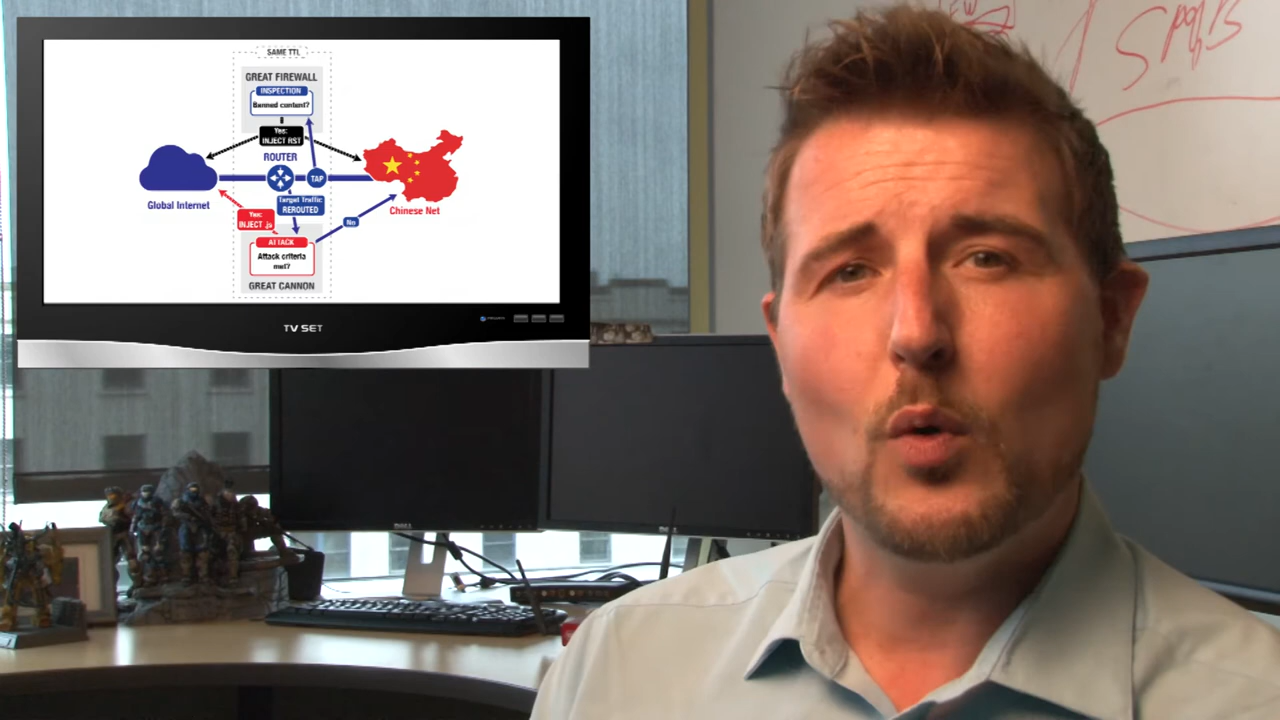 SAME TTL
GREAT FIREWALL
INSPECTION
Banned content?
Yes:
INJECT RST
ROUTER
TAP
Global Internet
Target Traffic
REROUTED
Chinese Net
Yes:
INJECT .js
No
ATTACK
Attack criteria
met?
GREAT CANNON
TV SET
DELL